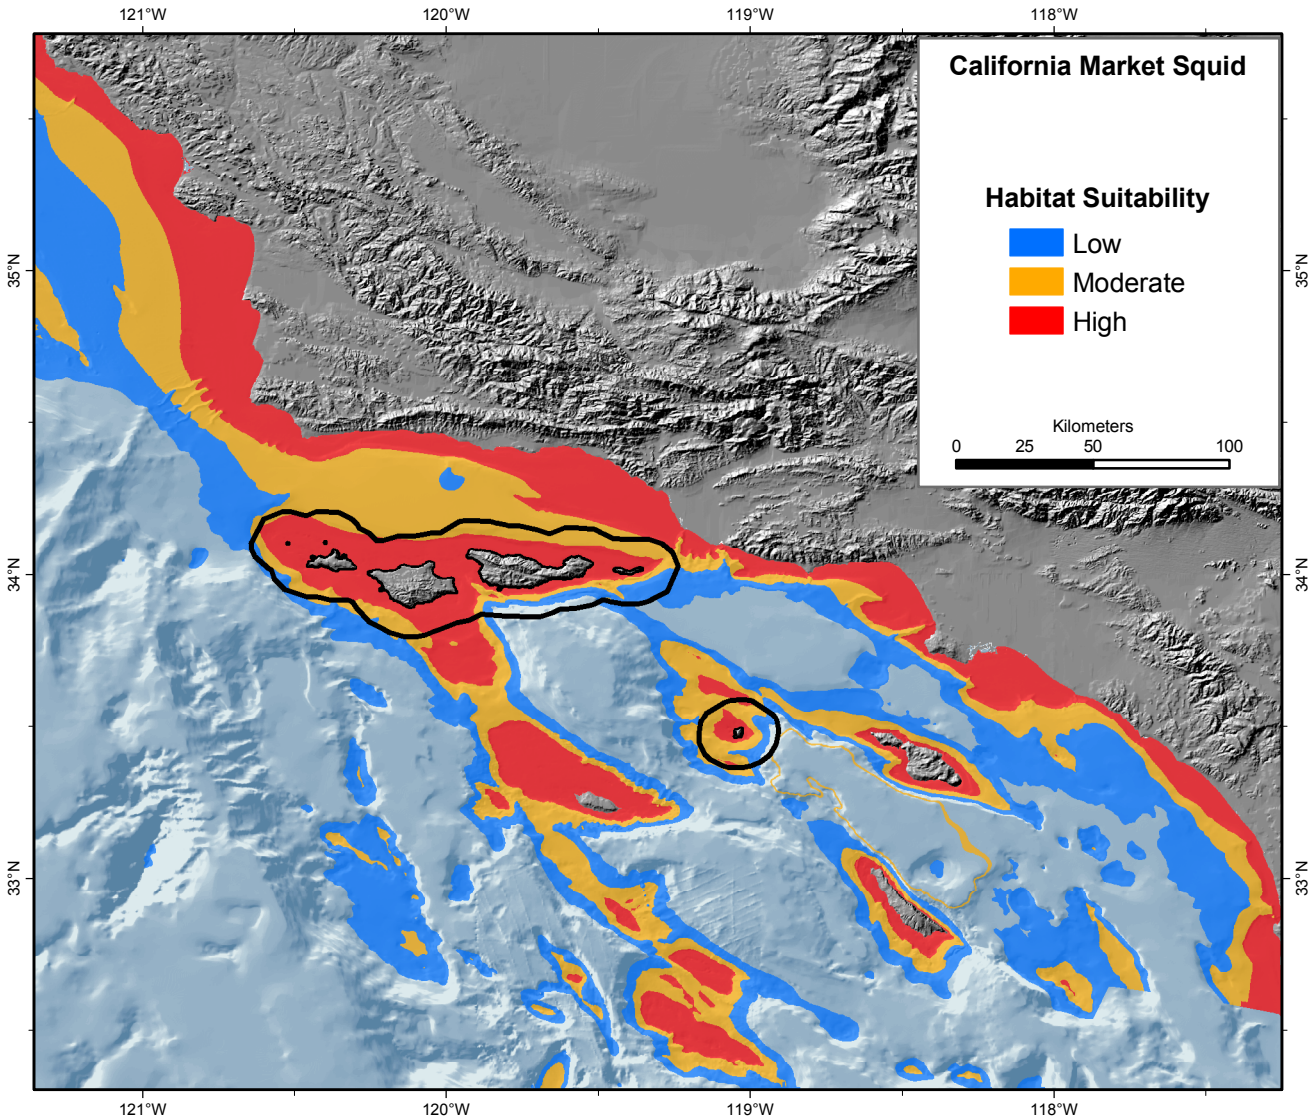 121°W 120°W 119°W 118°W
California Market Squid
Habitat Suitability
Low
Moderate
High
Kilometers
0 25 50 100
35°N 35°N
34°N 34°N
33°N 33°N
121°W 120°W 119°W 118°W